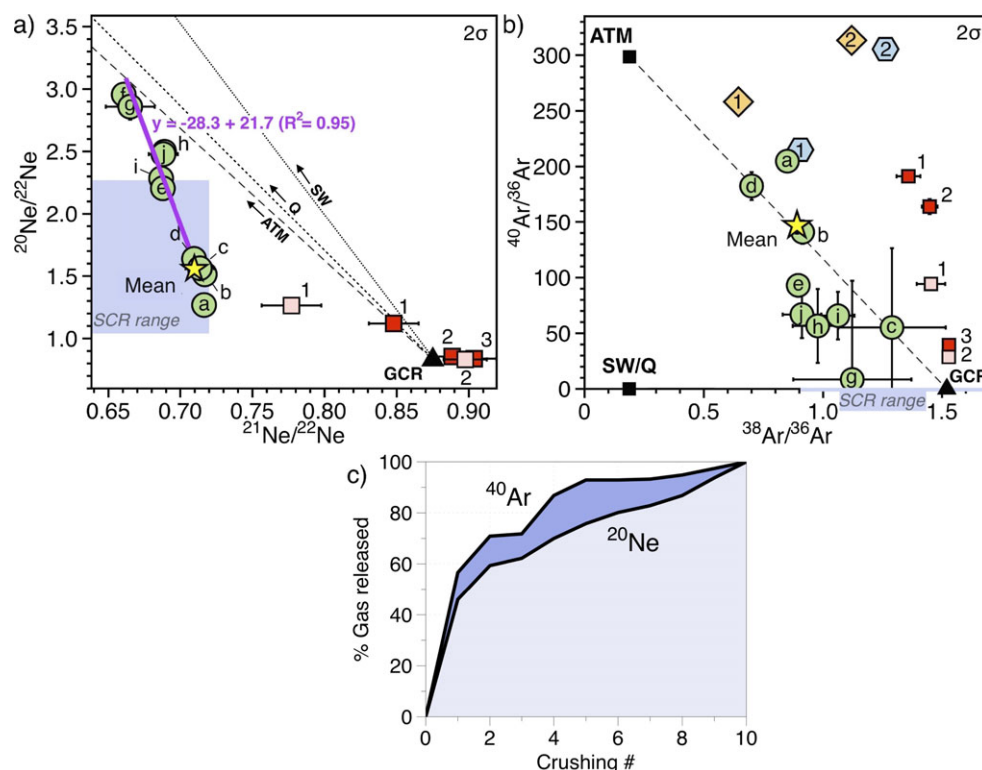 a)
2σ
3.5
3.0
2.5
2.0
1.5
1.0
20Ne/22Ne
f
g
y = -28.3 + 21.7 (R2= 0.95)
h
j
i
e
d
c
Mean
b
a
SCR range
SW
Q
ATM
1
1
2
3
2
GCR
0.65
0.70
0.75
0.80
0.85
0.90
21Ne/22Ne
b)
2σ
300
250
200
150
100
50
0
40Ar/36Ar
ATM
2
2
1
1
a
d
1
2
Mean
b
e
1
j
h
i
c
g
3
2
SW/Q
GCR
SCR range
0
0.5
1.0
1.5
38Ar/36Ar
c)
100
80
60
40
20
0
% Gas released
40Ar
20Ne
0
2
4
6
8
10
Crushing #